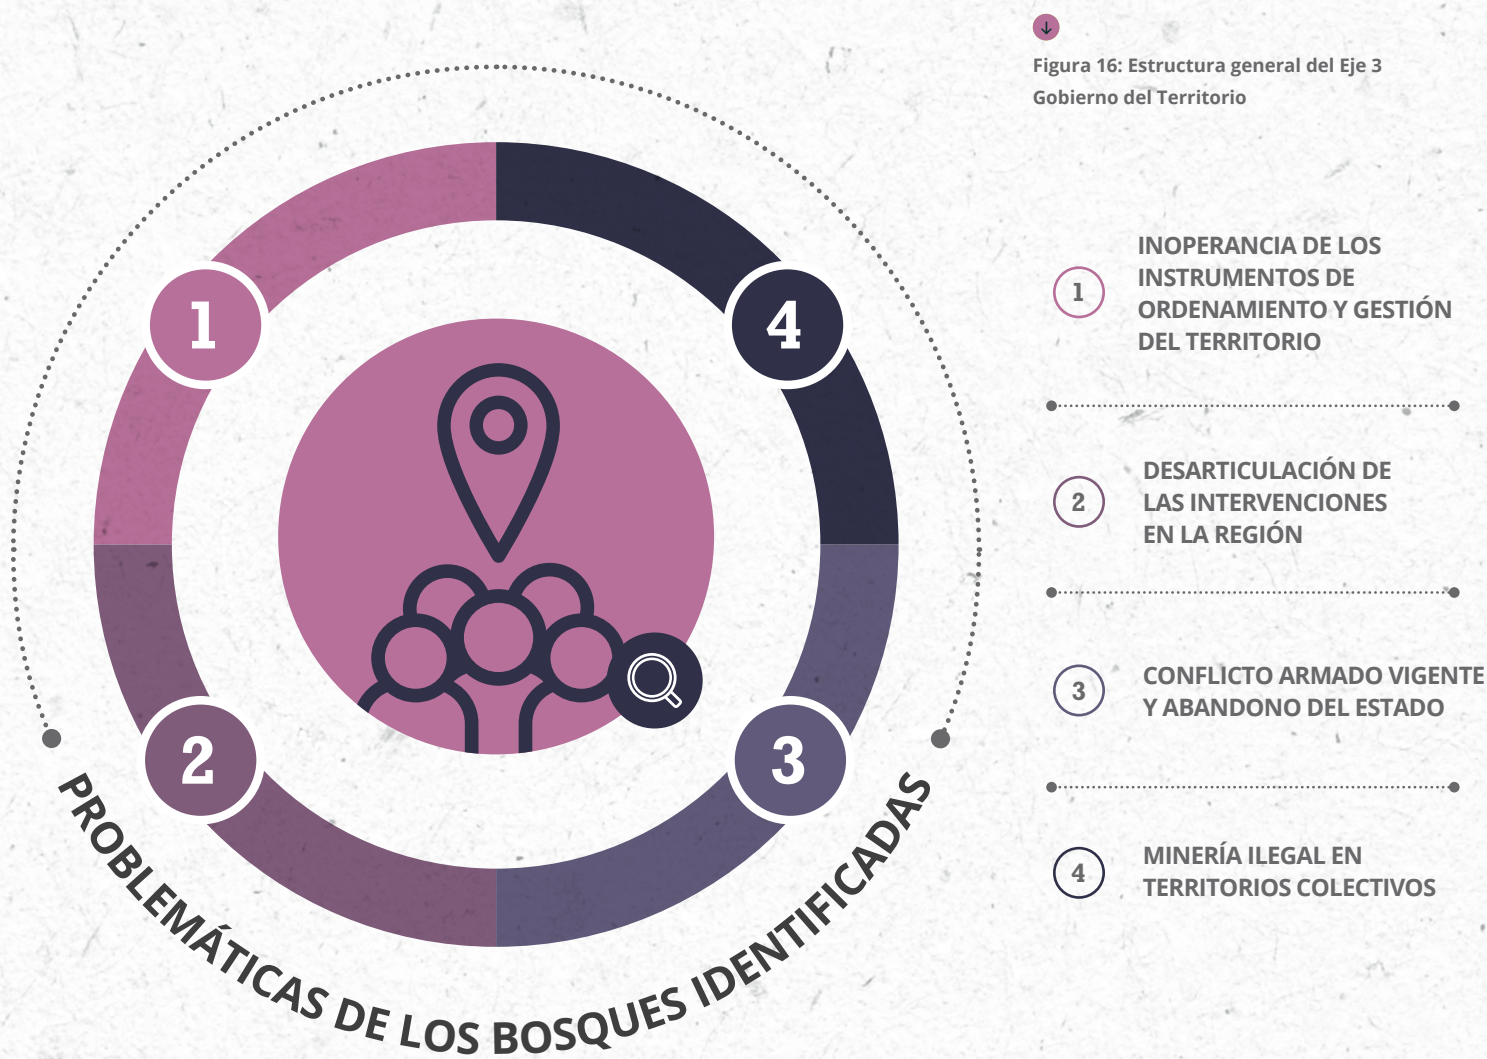 Figura 16: Estructura general del Eje 3
Gobierno del Territorio
1
4
2
3
PROBLEMÁTICAS DE LOS BOSQUES IDENTIFICADAS
1
INOPERANCIA DE LOS
INSTRUMENTOS DE
ORDENAMIENTO Y GESTIÓN
DEL TERRITORIO
2
DESARTICULACIÓN DE
LAS INTERVENCIONES
EN LA REGIÓN
3
CONFLICTO ARMADO VIGENTE
Y ABANDONO DEL ESTADO
4
MINERÍA ILEGAL EN
TERRITORIOS COLECTIVOS